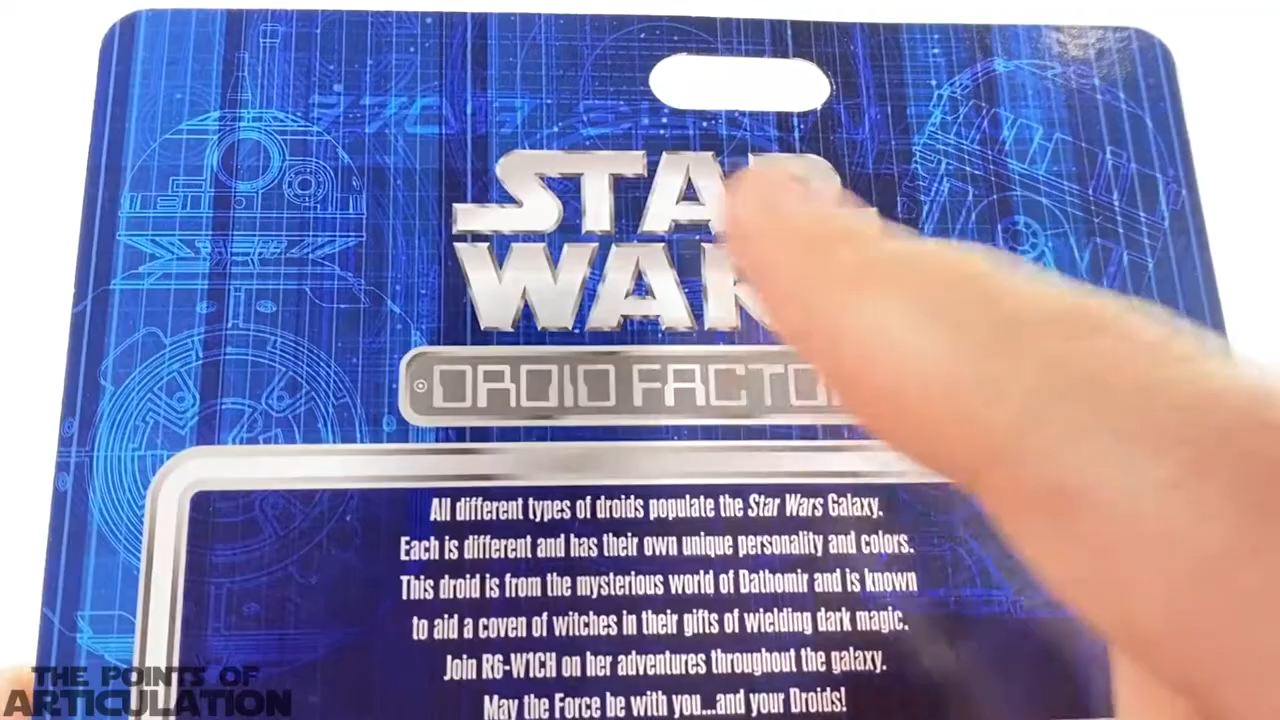 STAR
WARS
DROID FACTO
All different types of droids populate the Star Wars Galaxy.
Each is different and has their own unique personality and colors.
This droid is from the mysterious world of Dathomir and is known
to aid a coven of witches in their gifts of wielding dark magic.
Join R6-W1CH on her adventures throughout the galaxy.
May the Force be with you...and your Droids!
THE POINTS OF
ARTICULATION